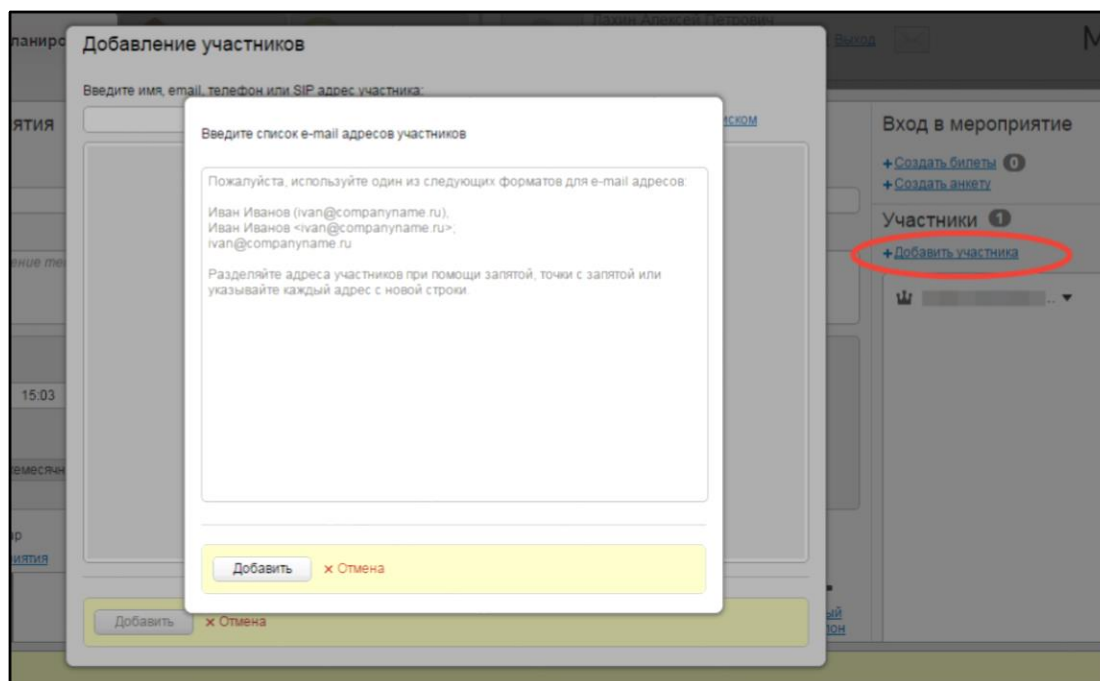 Лахин Алексей Петрович
Выход
Добавление участников
Введите имя, email, телефон или SIP адрес участника:
Введите список e-mail адресов участников
Пожалуйста, используйте один из следующих форматов для e-mail адресов:
Иван Иванов (ivan@companyname.ru),
Иван Иванов <ivan@companyname.ru>,
ivan@companyname.ru
Разделяйте адреса участников при помощи запятой, точки с запятой или
указывайте каждый адрес с новой строки.
Добавить × Отмена
Добавить × Отмена
15:03
Вход в мероприятие
+Создать билеты 0
+Создать анкету
Участники 1
+Добавить участника